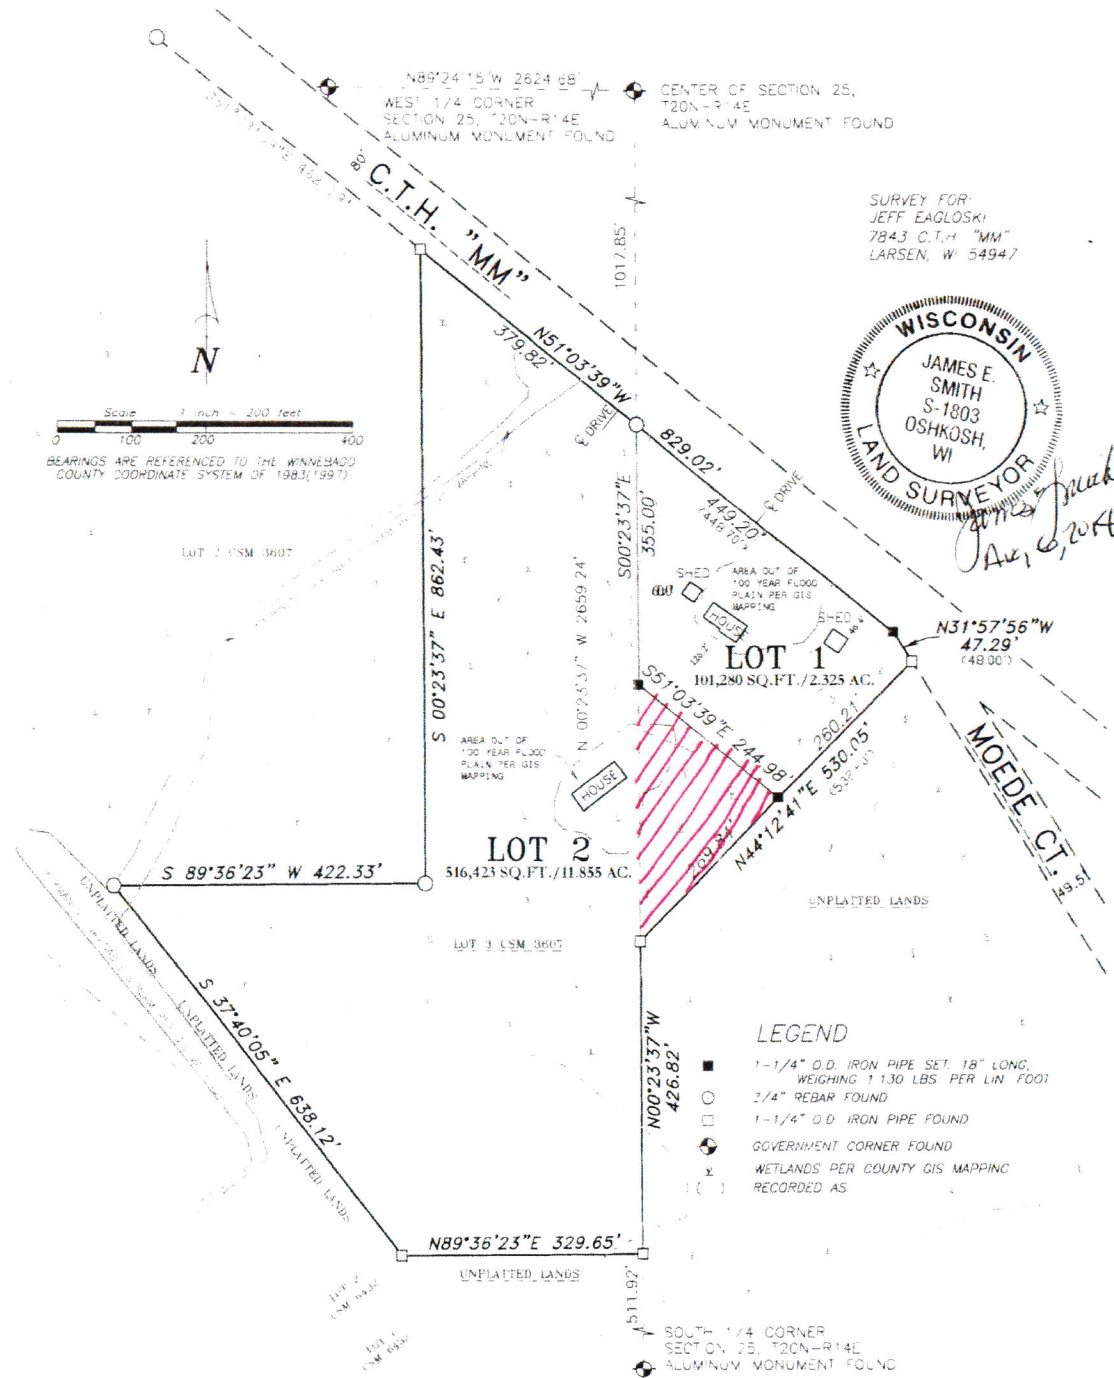 N89°24'15"W 2624.68'
WEST 1/4 CORNER
SECTION 25, T20N-R14E
ALUMINUM MONUMENT FOUND
CENTER OF SECTION 25,
T20N-R14E
ALUMINUM MONUMENT FOUND
80'
C.T.H. "MM"
1017.85'
SURVEY FOR:
JEFF EAGLOSKI
7843 C.T.H "MM"
LARSEN, WI 54947
WISCONSIN
JAMES E.
SMITH
S-1803
OSHKOSH,
WI
LAND SURVEYOR
N
Scale 1 inch = 200 feet
0 100 200 400
BEARINGS ARE REFERENCED TO THE WINNEBAGO
COUNTY COORDINATE SYSTEM OF 1983(1997)
N51°03'39"W
379.82'
℄ DRIVE
829.02'
449.20'
(448.70')
℄ DRIVE
S00°23'37"E
355.00'
LOT 2 CSM 3607
S 00°23'37" E 862.43'
N 00°23'37" W 2659.24'
SHED
AREA OUT OF
100 YEAR FLOOD
PLAIN PER GIS
MAPPING
HOUSE
SHED
N31°57'56"W
47.29'
(48.00')
LOT 1
101,280 SQ.FT./2.325 AC.
S51°03'39"E 244.98'
260.21'
N44°12'41"E 530.05'
269.84'
MOEDE CT.
49.5'
AREA OUT OF
100 YEAR FLOOD
PLAIN PER GIS
MAPPING
HOUSE
LOT 2
516,423 SQ.FT./11.855 AC.
S 89°36'23" W 422.33'
UNPLATTED LANDS
UNPLATTED LANDS
LOT 3 CSM 3607
S 37°40'05" E 638.12'
UNPLATTED LANDS
UNPLATTED LANDS
N00°23'37"W
426.82'
LEGEND
1-1/4" O.D. IRON PIPE SET, 18" LONG,
WEIGHING 1.130 LBS PER LIN FOOT
3/4" REBAR FOUND
1-1/4" O.D IRON PIPE FOUND
GOVERNMENT CORNER FOUND
WETLANDS PER COUNTY GIS MAPPING
( ) RECORDED AS
N89°36'23"E 329.65'
UNPLATTED LANDS
511.92'
SOUTH 1/4 CORNER
SECTION 25, T20N-R14E
ALUMINUM MONUMENT FOUND